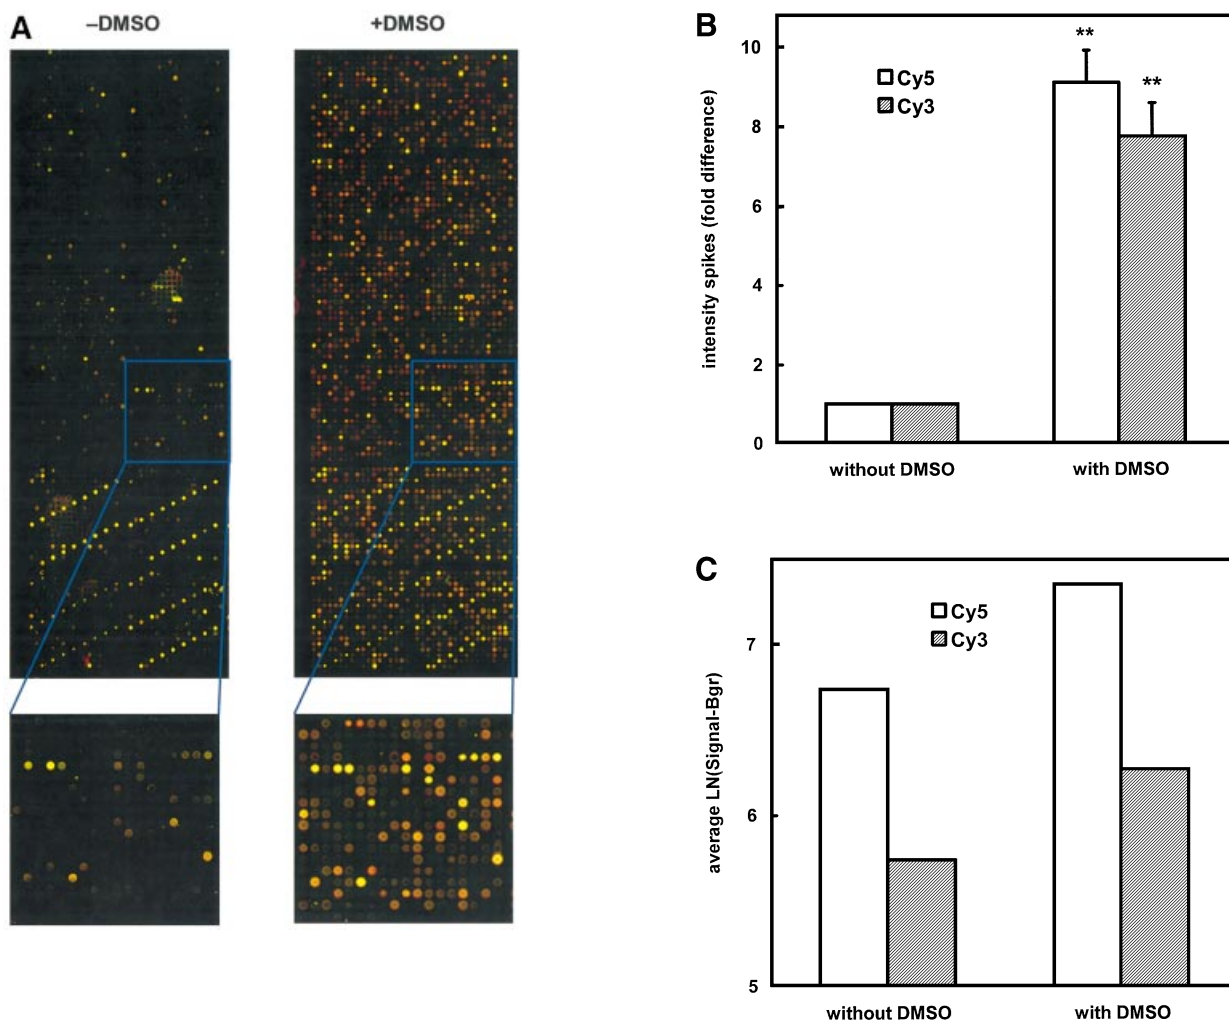 A
–DMSO
+DMSO
B
10
8
6
4
2
0
intensity spikes (fold difference)
Cy5
Cy3
**
**
without DMSO
with DMSO
C
7
6
5
average LN(Signal-Bgr)
Cy5
Cy3
without DMSO
with DMSO